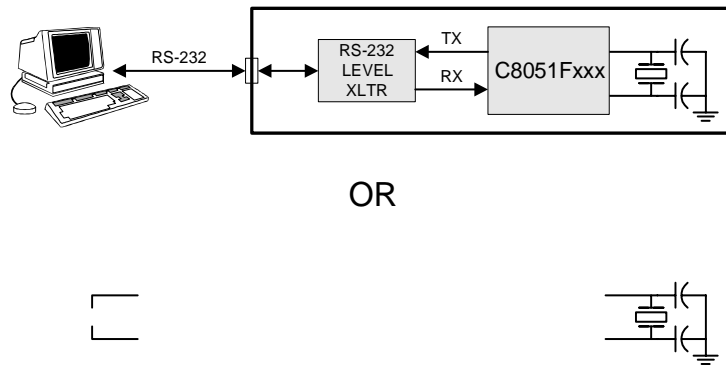 RS-232
RS-232
LEVEL
XLTR
TX
RX
C8051Fxxx
OR